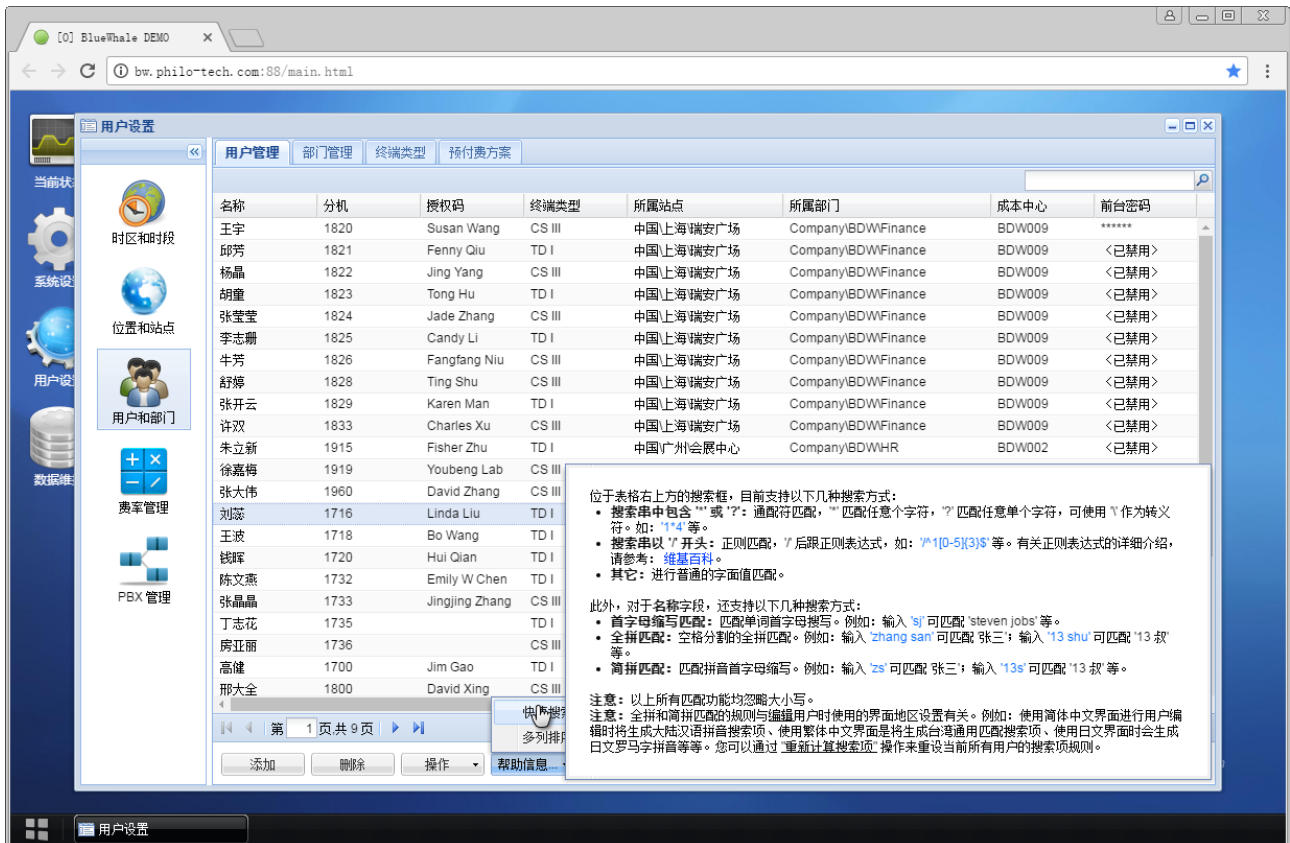 [0] BlueWhale DEMO
bw.philo-tech.com:88/main.html
用户设置
用户管理 部门管理 终端类型 预付费方案
当前状
系统设
用户设
数据维
时区和时段
位置和站点
用户和部门
费率管理
PBX 管理
名称 分机 授权码 终端类型 所属站点 所属部门 成本中心 前台密码
王宇 1820 Susan Wang CS III 中国\上海\瑞安广场 Company\BDW\Finance BDW009 ******
邱芳 1821 Fenny Qiu TD I 中国\上海\瑞安广场 Company\BDW\Finance BDW009 <已禁用>
杨晶 1822 Jing Yang CS III 中国\上海\瑞安广场 Company\BDW\Finance BDW009 <已禁用>
胡童 1823 Tong Hu TD I 中国\上海\瑞安广场 Company\BDW\Finance BDW009 <已禁用>
张莹莹 1824 Jade Zhang CS III 中国\上海\瑞安广场 Company\BDW\Finance BDW009 <已禁用>
李志珊 1825 Candy Li TD I 中国\上海\瑞安广场 Company\BDW\Finance BDW009 <已禁用>
牛芳 1826 Fangfang Niu CS III 中国\上海\瑞安广场 Company\BDW\Finance BDW009 <已禁用>
舒婷 1828 Ting Shu CS III 中国\上海\瑞安广场 Company\BDW\Finance BDW009 <已禁用>
张开云 1829 Karen Man TD I 中国\上海\瑞安广场 Company\BDW\Finance BDW009 <已禁用>
许双 1833 Charles Xu CS III 中国\上海\瑞安广场 Company\BDW\Finance BDW009 <已禁用>
朱立新 1915 Fisher Zhu TD I 中国\广州\会展中心 Company\BDW\HR BDW002 <已禁用>
徐嘉梅 1919 Youbeng Lab CS III
张大伟 1960 David Zhang CS III
刘蕊 1716 Linda Liu TD I
王波 1718 Bo Wang TD I
钱晖 1720 Hui Qian TD I
陈文燕 1732 Emily W Chen TD I
张晶晶 1733 Jingjing Zhang CS III
丁志花 1735 TD I
房亚丽 1736 CS III
高健 1700 Jim Gao TD I
邢大全 1800 David Xing CS III
快 搜索
多列排序
第 1 页,共 9 页
添加 删除 操作 帮助信息...
位于表格右上方的搜索框，目前支持以下几种搜索方式：
• 搜索串中包含 '*' 或 '?'：通配符匹配，'*' 匹配任意个字符，'?' 匹配任意单个字符，可使用 '\' 作为转义
符。如：'1*4' 等。
• 搜索串以 '/' 开头：正则匹配，'/' 后跟正则表达式，如：'/^1[0-5]{3}$' 等。有关正则表达式的详细介绍，
请参考：维基百科。
• 其它：进行普通的字面值匹配。
此外，对于名称字段，还支持以下几种搜索方式：
• 首字母缩写匹配：匹配单词首字母搜写。例如：输入 'sj' 可匹配 'steven jobs' 等。
• 全拼匹配：空格分割的全拼匹配。例如：输入 'zhang san' 可匹配 '张三'；输入 '13 shu' 可匹配 '13 叔'
等。
• 简拼匹配：匹配拼音首字母缩写。例如：输入 'zs' 可匹配 '张三'；输入 '13s' 可匹配 '13 叔' 等。
注意：以上所有匹配功能均忽略大小写。
注意：全拼和简拼匹配的规则与编辑用户时使用的界面地区设置有关。例如：使用简体中文界面进行用户编
辑时将生成大陆汉语拼音搜索项、使用繁体中文界面是将生成台湾通用匹配搜索项、使用日文界面时会生成
日文罗马字拼音等等。您可以通过 "重新计算搜索项" 操作来重设当前所有用户的搜索项规则。
用户设置